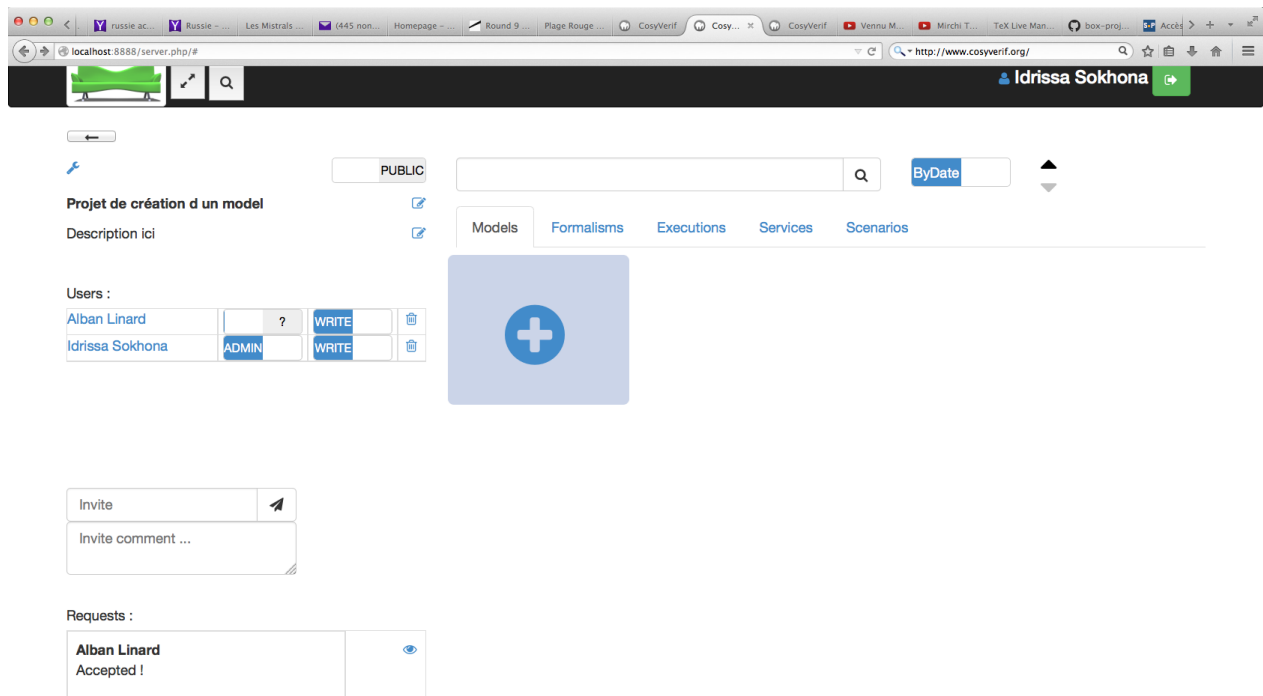 russie ac...
Russie – ...
Les Mistrals ...
(445 non...
Homepage – ...
Round 9 ...
Plage Rouge ...
CosyVerif
Cosy...
CosyVerif
Vennu M...
Mirchi T...
TeX Live Man...
box-proj...
Accès
localhost:8888/server.php/#
http://www.cosyverif.org/
Idrissa Sokhona
PUBLIC
ByDate
Projet de création d un model
Description ici
Models Formalisms Executions Services Scenarios
Users :
Alban Linard ? WRITE
Idrissa Sokhona ADMIN WRITE
Invite
Invite comment ...
Requests :
Alban Linard
Accepted !